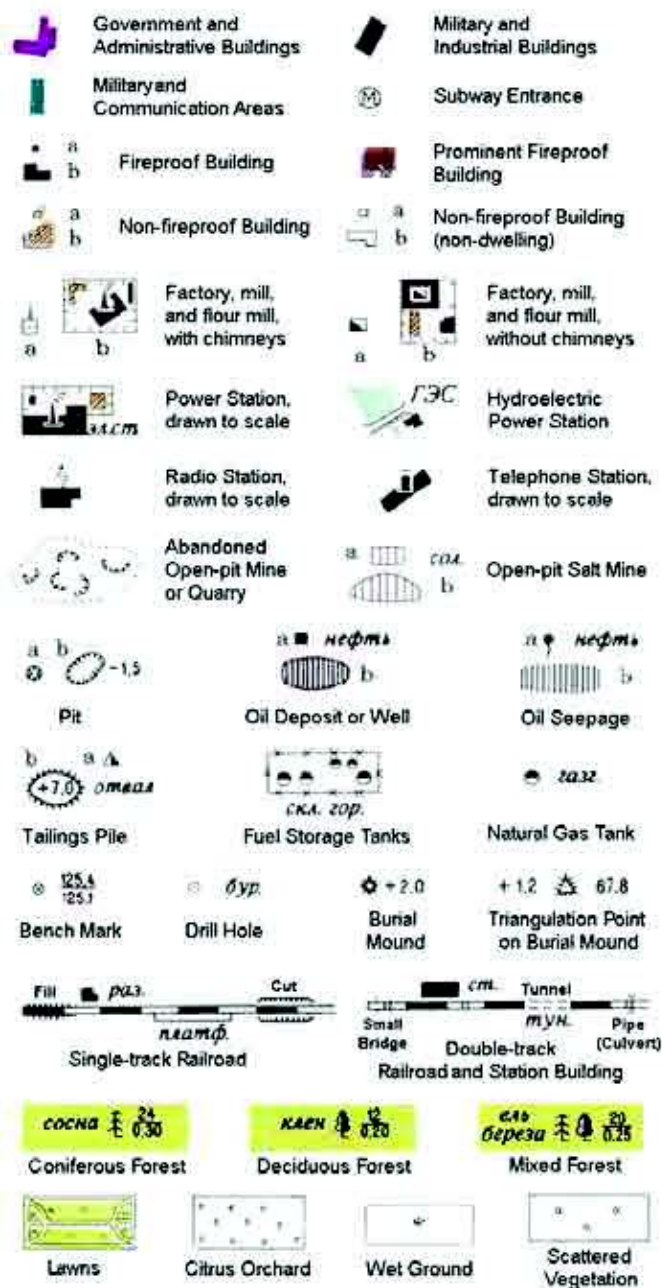 Government and
Administrative Buildings
Military and
Industrial Buildings
Militaryand
Communication Areas
M
Subway Entrance
a
b
Fireproof Building
Prominent Fireproof
Building
a
b
Non-fireproof Building
a
b
Non-fireproof Building
(non-dwelling)
a
b
Factory, mill,
and flour mill,
with chimneys
a
b
Factory, mill,
and flour mill,
without chimneys
элст
Power Station,
drawn to scale
ГЭС
Hydroelectric
Power Station
Radio Station,
drawn to scale
Telephone Station,
drawn to scale
Abandoned
Open-pit Mine
or Quarry
a
сол.
b
Open-pit Salt Mine
a b
-1,5
Pit
a нефть
b
Oil Deposit or Well
a нефть
b
Oil Seepage
b a
+7,0 отвал
Tailings Pile
скл. гор.
Fuel Storage Tanks
газг
Natural Gas Tank
125,4
125,1
Bench Mark
бур.
Drill Hole
+2.0
Burial
Mound
+1,2 67.8
Triangulation Point
on Burial Mound
Fill раз. Cut
платф.
Single-track Railroad
ст. Tunnel
тун.
Small
Bridge
Pipe
(Culvert)
Double-track
Railroad and Station Building
сосна 24
0,30
Coniferous Forest
клен 12
0,20
Deciduous Forest
ель
береза 20
0,25
Mixed Forest
Lawns
Citrus Orchard
Wet Ground
Scattered
Vegetation